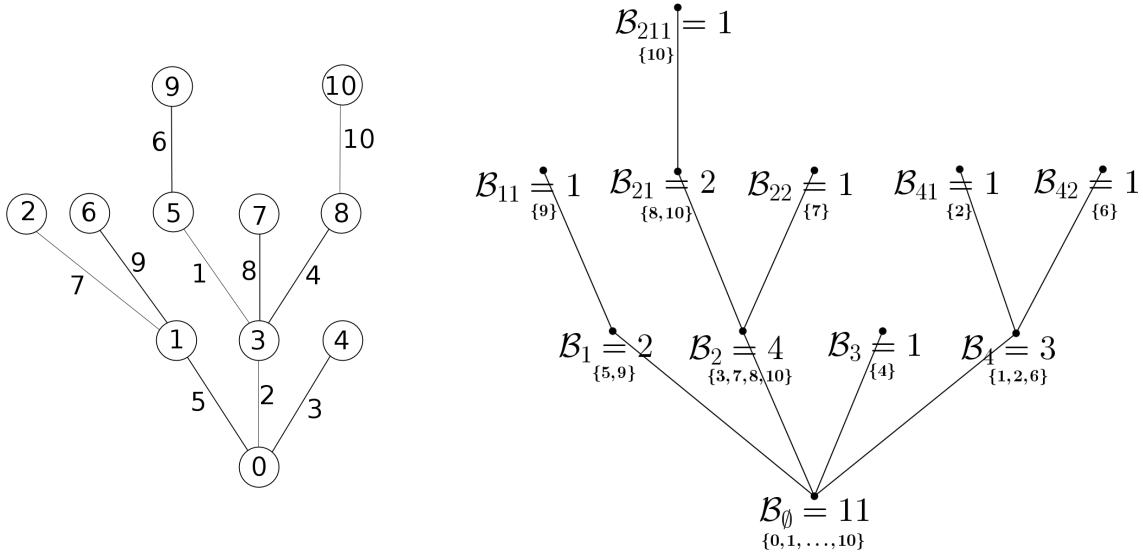 9
10
6
10
2
6
5
7
8
7
9
1
8
4
1
3
4
5
2
3
0
ℬ₂₁₁ = 1
{10}
ℬ₁₁ = 1
{9}
ℬ₂₁ = 2
{8,10}
ℬ₂₂ = 1
{7}
ℬ₄₁ = 1
{2}
ℬ₄₂ = 1
{6}
ℬ₁ = 2
{5,9}
ℬ₂ = 4
{3,7,8,10}
ℬ₃ = 1
{4}
ℬ₄ = 3
{1,2,6}
ℬ_∅ = 11
{0,1, ...,10}